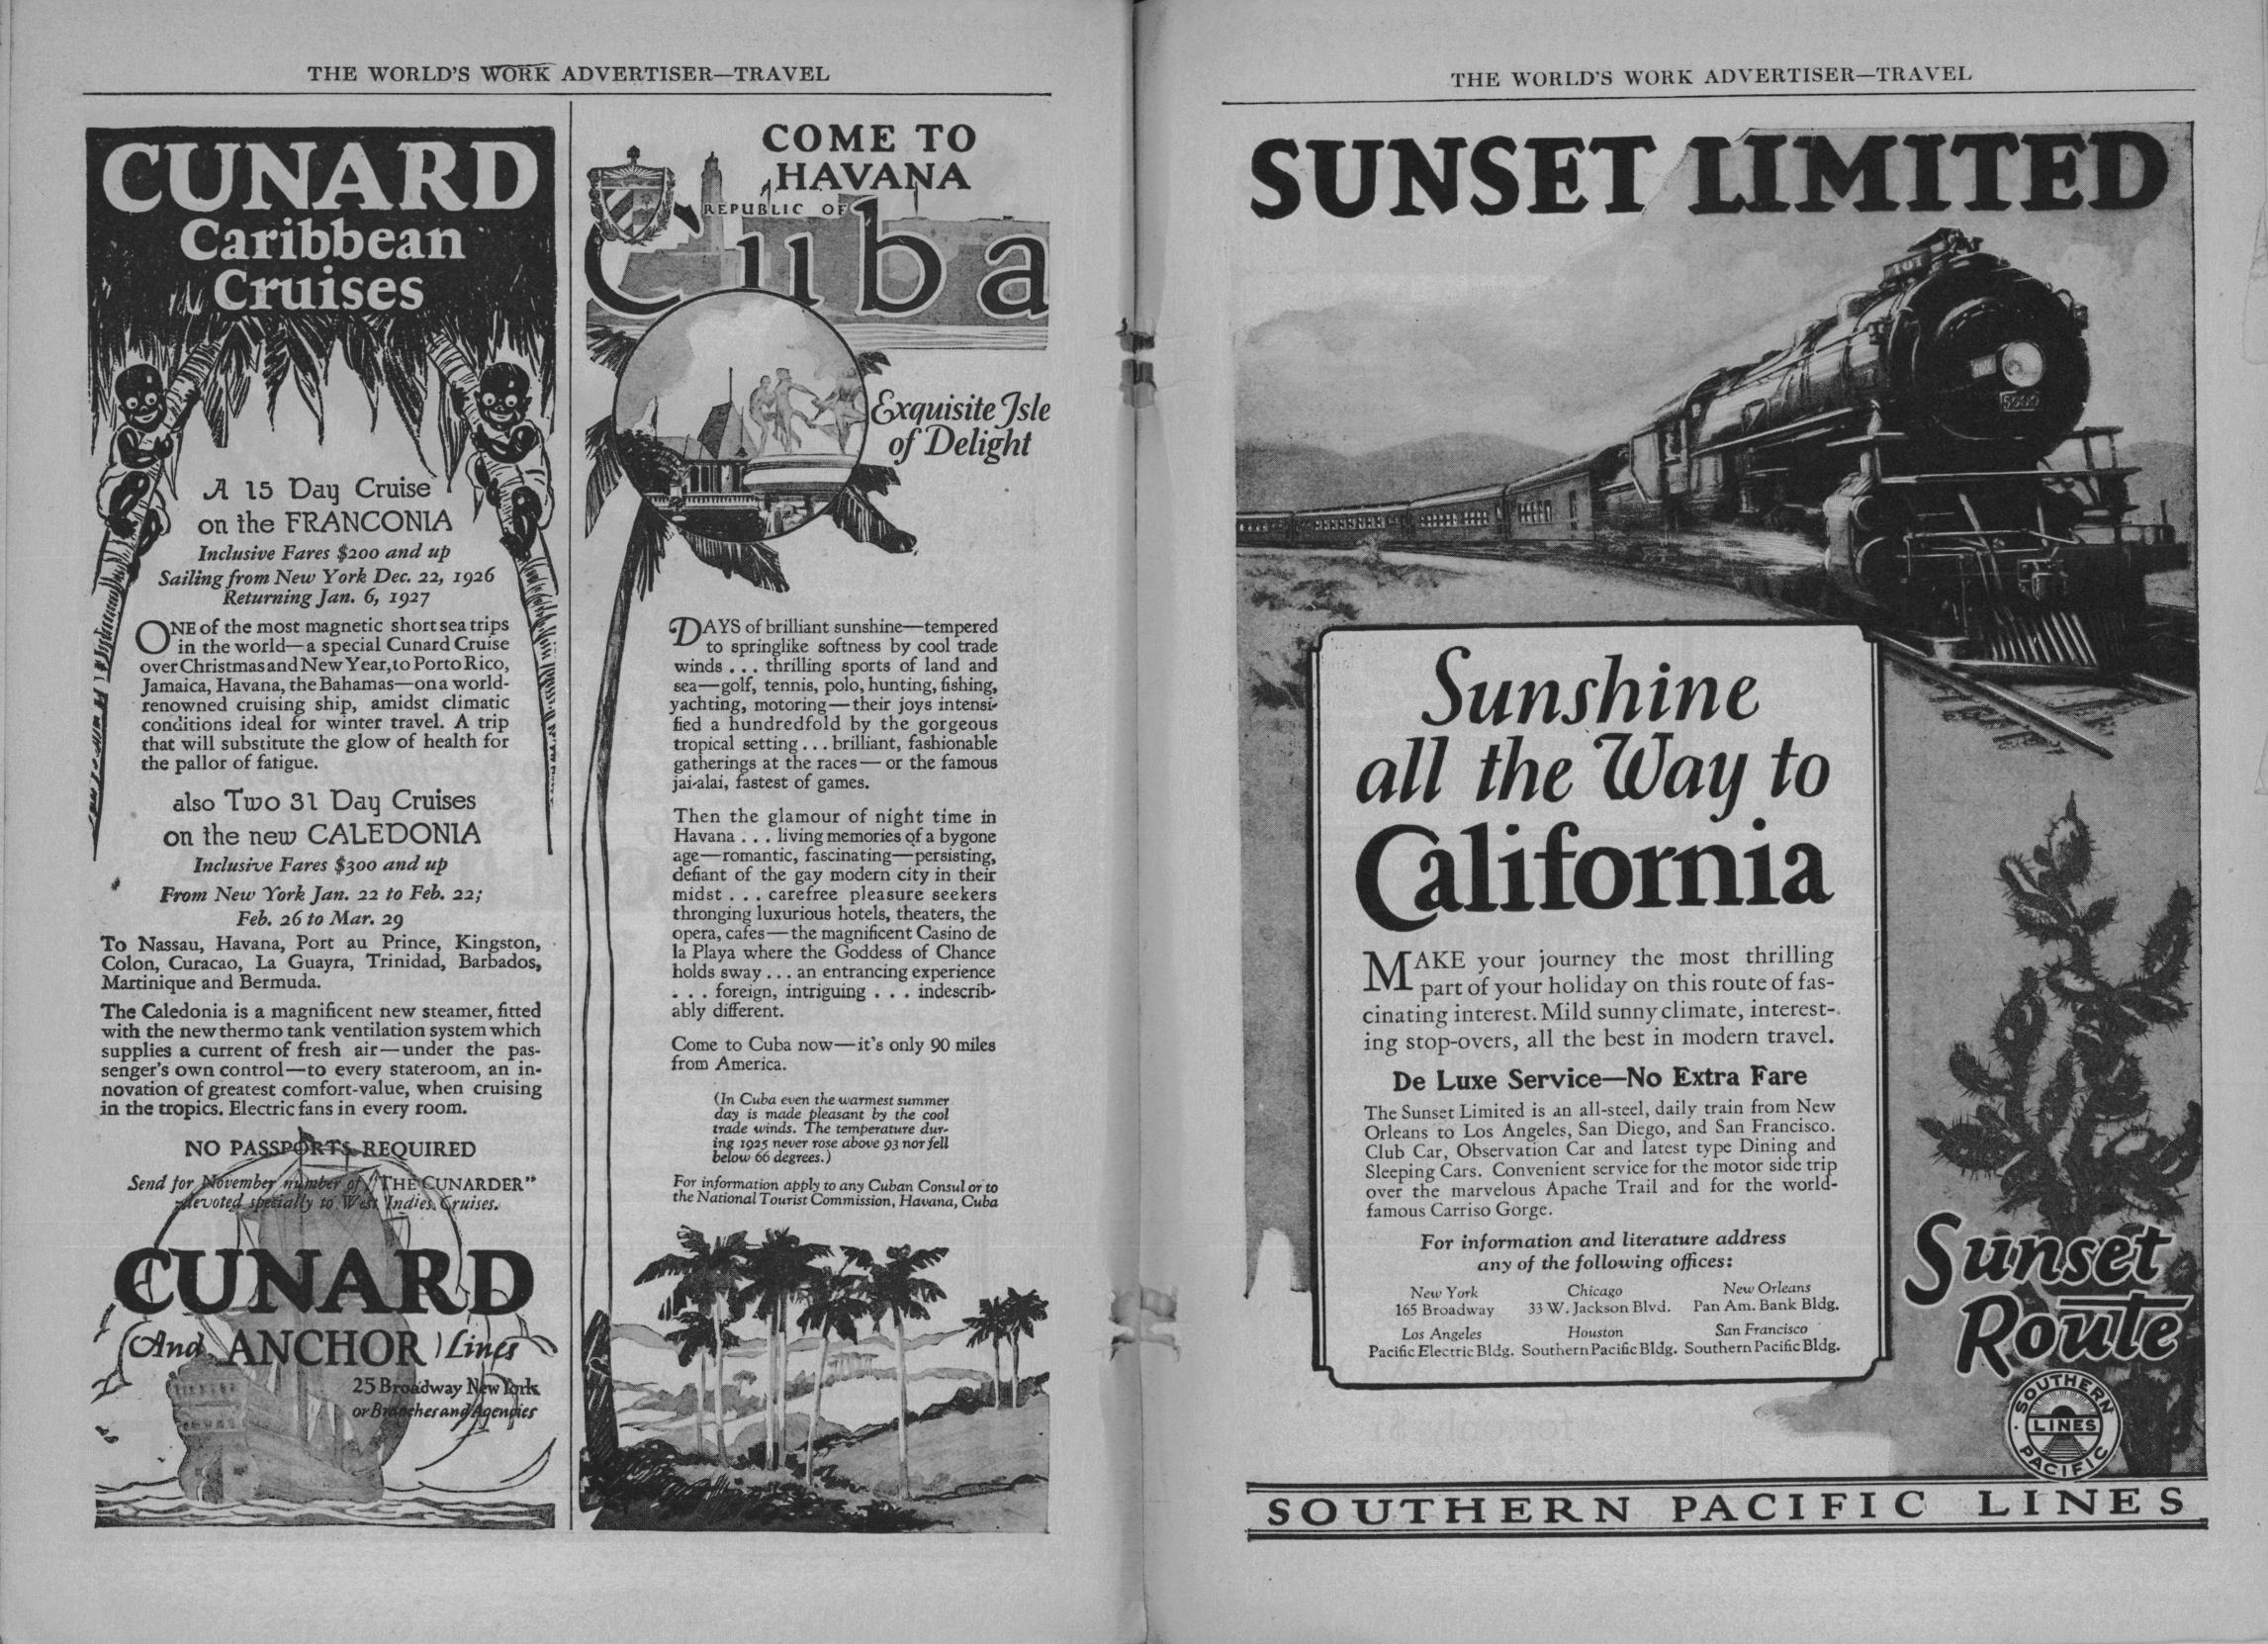 THE WORLD'S WORK ADVERTISER—TRAVEL
CUNARD
Caribbean
Cruises
A 15 Day Cruise
on the FRANCONIA
Inclusive Fares $200 and up
Sailing from New York Dec. 22, 1926
Returning Jan. 6, 1927
ONE of the most magnetic short sea trips
in the world—a special Cunard Cruise
over Christmas and New Year, to Porto Rico,
Jamaica, Havana, the Bahamas—on a world-
renowned cruising ship, amidst climatic
conditions ideal for winter travel. A trip
that will substitute the glow of health for
the pallor of fatigue.
also Two 31 Day Cruises
on the new CALEDONIA
Inclusive Fares $300 and up
From New York Jan. 22 to Feb. 22;
Feb. 26 to Mar. 29
To Nassau, Havana, Port au Prince, Kingston,
Colon, Curacao, La Guayra, Trinidad, Barbados,
Martinique and Bermuda.
The Caledonia is a magnificent new steamer, fitted
with the new thermo tank ventilation system which
supplies a current of fresh air—under the pas-
senger's own control—to every stateroom, an in-
novation of greatest comfort-value, when cruising
in the tropics. Electric fans in every room.
NO PASSPORTS REQUIRED
Send for November number of "THE CUNARDER"
devoted specially to West Indies Cruises.
CUNARD
And ANCHOR Lines
25 Broadway New York
or Branches and Agencies
COME TO
HAVANA
REPUBLIC OF
Cuba
Exquisite Isle
of Delight
DAYS of brilliant sunshine—tempered
to springlike softness by cool trade
winds . . . thrilling sports of land and
sea—golf, tennis, polo, hunting, fishing,
yachting, motoring—their joys intensi-
fied a hundredfold by the gorgeous
tropical setting . . . brilliant, fashionable
gatherings at the races—or the famous
jai-alai, fastest of games.
Then the glamour of night time in
Havana . . . living memories of a bygone
age—romantic, fascinating—persisting,
defiant of the gay modern city in their
midst . . . carefree pleasure seekers
thronging luxurious hotels, theaters, the
opera, cafes—the magnificent Casino de
la Playa where the Goddess of Chance
holds sway . . . an entrancing experience
. . . foreign, intriguing . . . indescrib-
ably different.
Come to Cuba now—it's only 90 miles
from America.
(In Cuba even the warmest summer
day is made pleasant by the cool
trade winds. The temperature dur-
ing 1925 never rose above 93 nor fell
below 66 degrees.)
For information apply to any Cuban Consul or to
the National Tourist Commission, Havana, Cuba
THE WORLD'S WORK ADVERTISER—TRAVEL
SUNSET LIMITED
101
5000
Sunshine
all the Way to
California
MAKE your journey the most thrilling
part of your holiday on this route of fas-
cinating interest. Mild sunny climate, interest-
ing stop-overs, all the best in modern travel.
De Luxe Service—No Extra Fare
The Sunset Limited is an all-steel, daily train from New
Orleans to Los Angeles, San Diego, and San Francisco.
Club Car, Observation Car and latest type Dining and
Sleeping Cars. Convenient service for the motor side trip
over the marvelous Apache Trail and for the world-
famous Carriso Gorge.
For information and literature address
any of the following offices:
New York Chicago New Orleans
165 Broadway 33 W. Jackson Blvd. Pan Am. Bank Bldg.
Los Angeles Houston San Francisco
Pacific Electric Bldg. Southern Pacific Bldg. Southern Pacific Bldg.
Sunset
Route
SOUTHERN
LINES
PACIFIC
SOUTHERN PACIFIC LINES